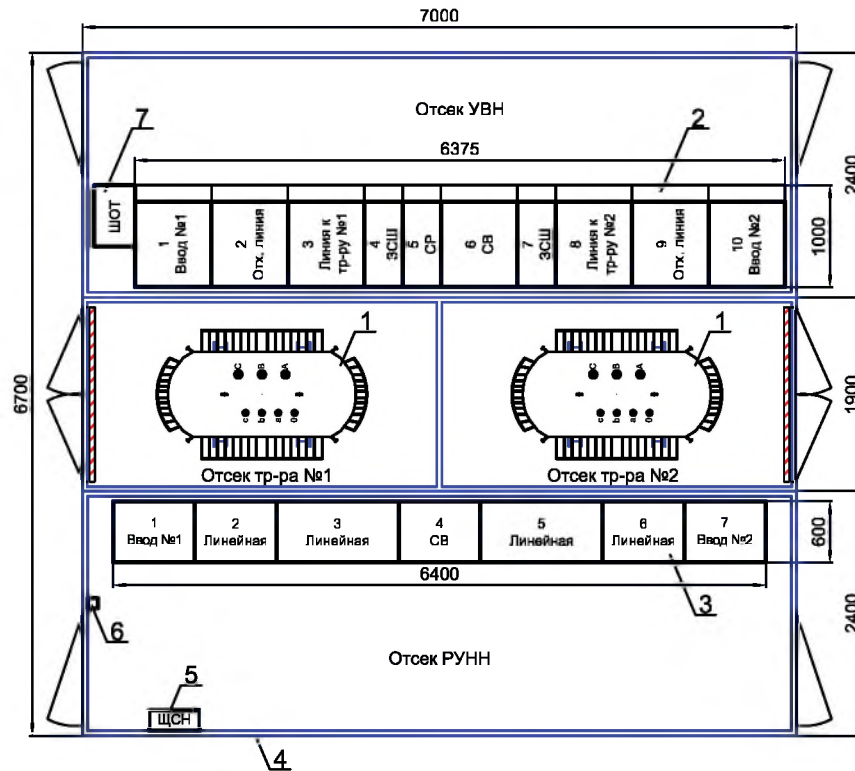 7000
Отсек УВН
7
2
6375
2400
ШОТ
1
Ввод №1
2
Отх. линия
3
Линия к
тр-ру №1
4
ЗСШ
5
СР
6
СВ
7
ЗСШ
8
Линия к
тр-ру №2
9
Отх. линия
10
Ввод №2
1000
6700
1
1
C
B
A
C
B
A
c
b
a
0
c
b
a
0
1900
Отсек тр-ра №1
Отсек тр-ра №2
1
Ввод №1
2
Линейная
3
Линейная
4
СВ
5
Линейная
6
Линейная
7
Ввод №2
600
6400
3
2400
6
Отсек РУНН
5
ЩСН
4